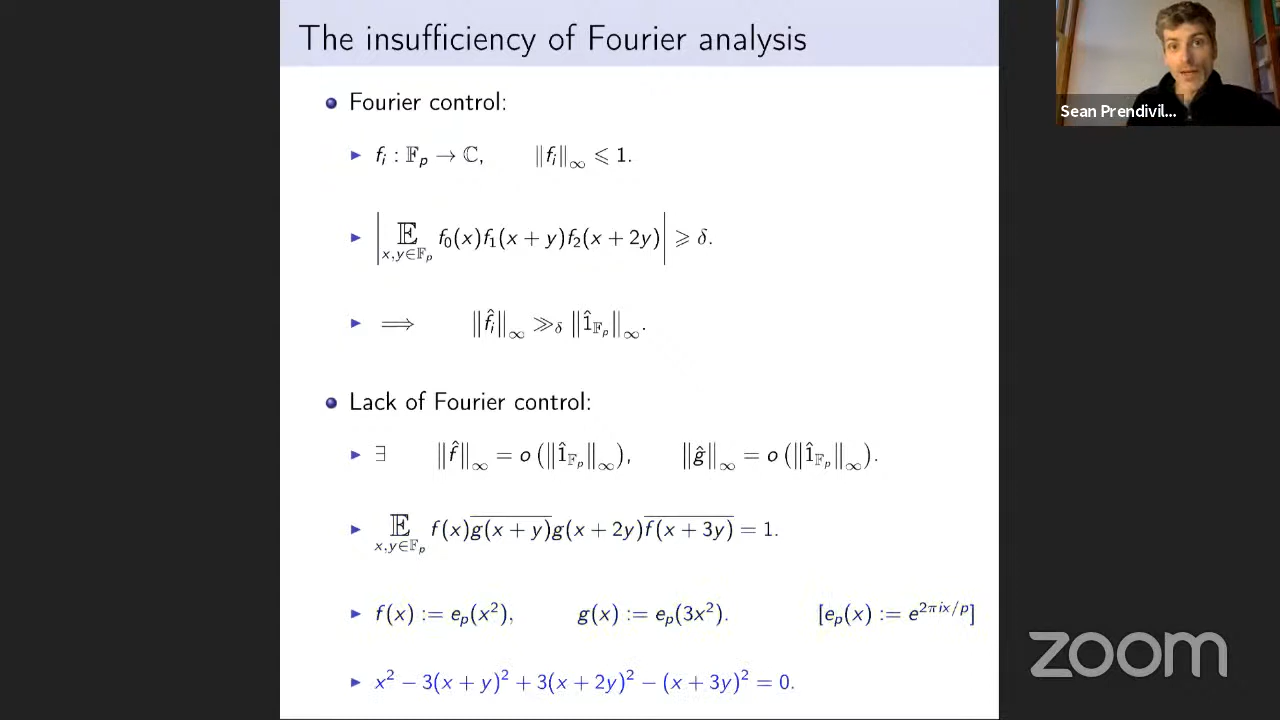 The insufficiency of Fourier analysis
Sean Prendivil...
Fourier control:
f_i : 𝔽_p → ℂ, ‖f_i‖_∞ ⩽ 1.
|𝔼_{x,y∈𝔽_p} f_0(x)f_1(x + y)f_2(x + 2y)| ⩾ δ.
⟹ ‖f̂_i‖_∞ ≫_δ ‖1̂_{𝔽_p}‖_∞.
Lack of Fourier control:
∃ ‖f̂‖_∞ = o(‖1̂_{𝔽_p}‖_∞), ‖ĝ‖_∞ = o(‖1̂_{𝔽_p}‖_∞).
𝔼_{x,y∈𝔽_p} f(x)\overline{g(x + y)}g(x + 2y)\overline{f(x + 3y)} = 1.
f(x) := e_p(x²), g(x) := e_p(3x²). [e_p(x) := e^{2πix/p}]
x² − 3(x + y)² + 3(x + 2y)² − (x + 3y)² = 0.
zoom